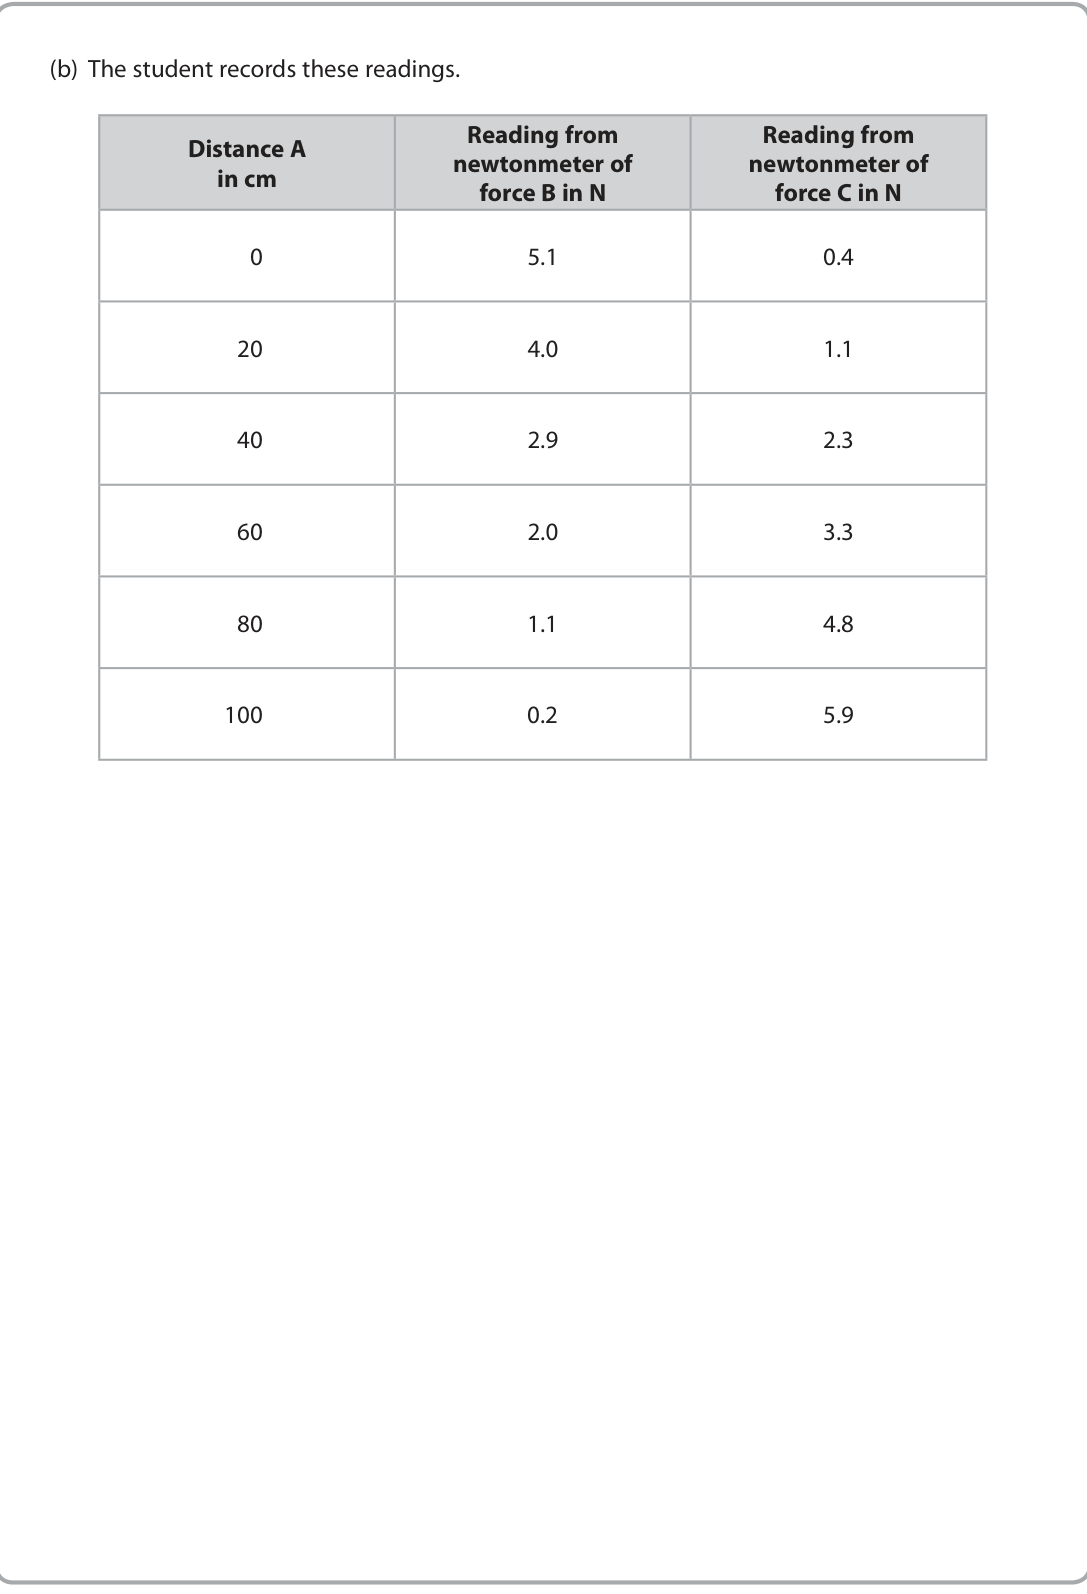 (b) The student records these readings.
Distance A
in cm
Reading from
newtonmeter of
force B in N
Reading from
newtonmeter of
force C in N
0 5.1 0.4
20 4.0 1.1
40 2.9 2.3
60 2.0 3.3
80 1.1 4.8
100 0.2 5.9